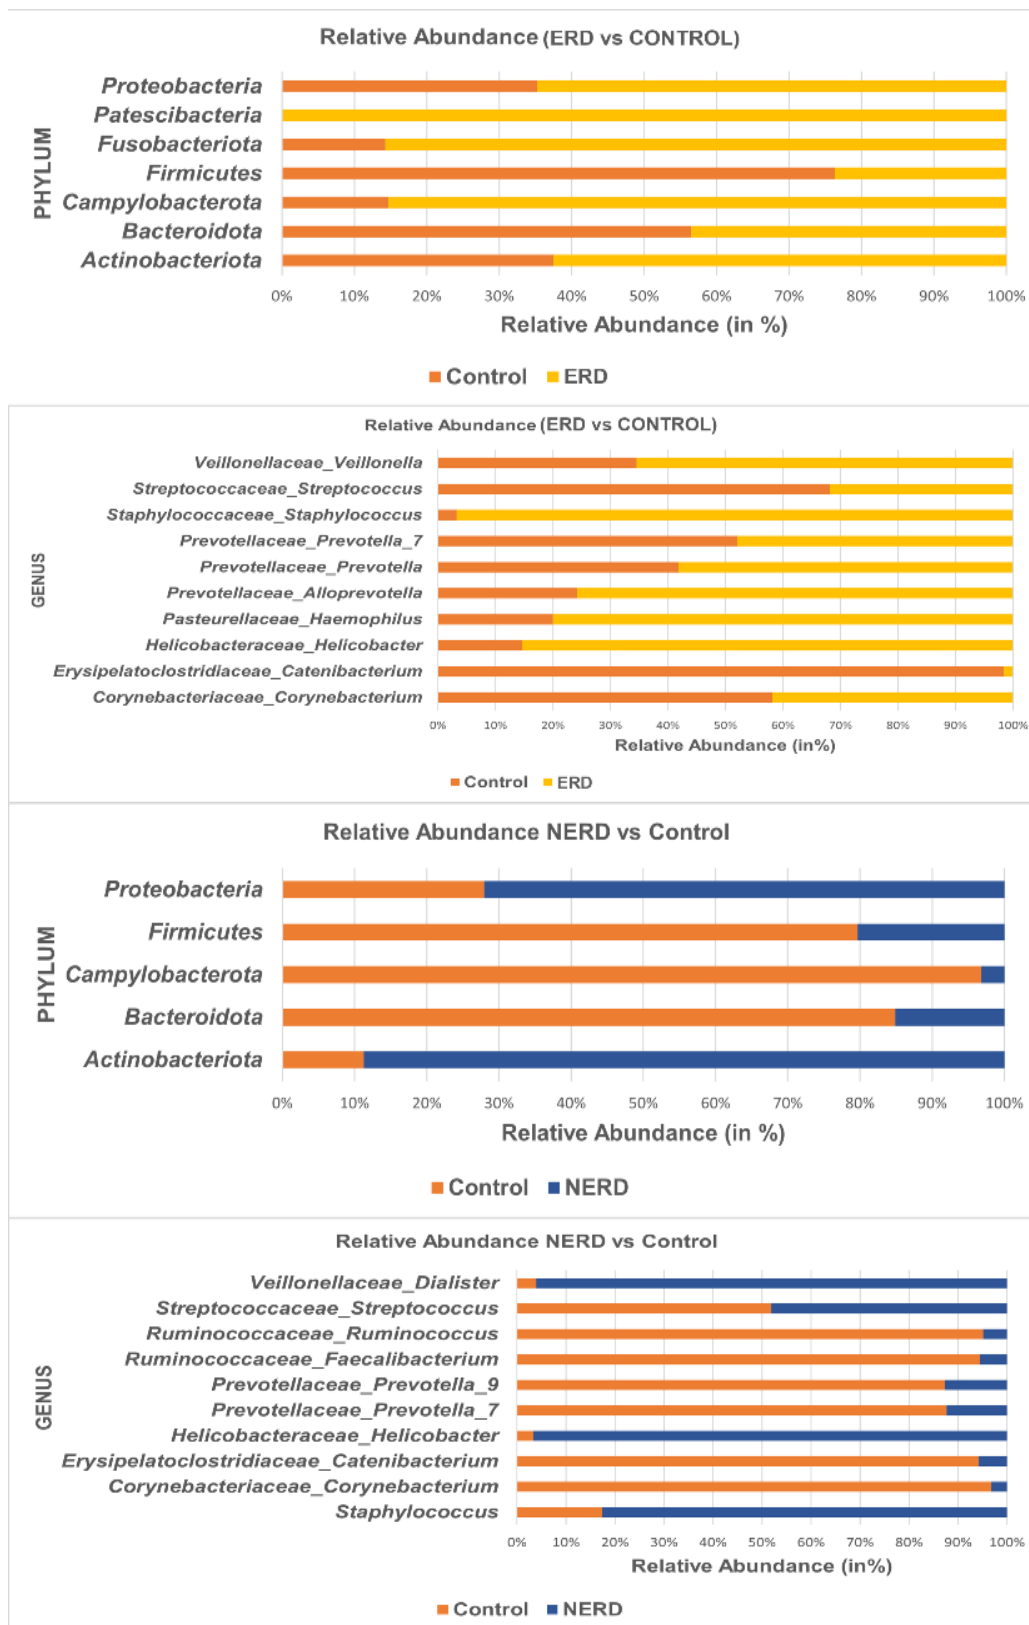 Relative Abundance (ERD vs CONTROL)
PHYLUM
Proteobacteria
Patescibacteria
Fusobacteriota
Firmicutes
Campylobacterota
Bacteroidota
Actinobacteriota
0% 10% 20% 30% 40% 50% 60% 70% 80% 90% 100%
Relative Abundance (in %)
Control ERD
Relative Abundance (ERD vs CONTROL)
GENUS
Veillonellaceae_Veillonella
Streptococcaceae_Streptococcus
Staphylococcaceae_Staphylococcus
Prevotellaceae_Prevotella_7
Prevotellaceae_Prevotella
Prevotellaceae_Alloprevotella
Pasteurellaceae_Haemophilus
Helicobacteraceae_Helicobacter
Erysipelatoclostridiaceae_Catenibacterium
Corynebacteriaceae_Corynebacterium
0% 10% 20% 30% 40% 50% 60% 70% 80% 90% 100%
Relative Abundance (in%)
Control ERD
Relative Abundance NERD vs Control
PHYLUM
Proteobacteria
Firmicutes
Campylobacterota
Bacteroidota
Actinobacteriota
0% 10% 20% 30% 40% 50% 60% 70% 80% 90% 100%
Relative Abundance (in %)
Control NERD
Relative Abundance NERD vs Control
GENUS
Veillonellaceae_Dialister
Streptococcaceae_Streptococcus
Ruminococcaceae_Ruminococcus
Ruminococcaceae_Faecalibacterium
Prevotellaceae_Prevotella_9
Prevotellaceae_Prevotella_7
Helicobacteraceae_Helicobacter
Erysipelatoclostridiaceae_Catenibacterium
Corynebacteriaceae_Corynebacterium
Staphylococcus
0% 10% 20% 30% 40% 50% 60% 70% 80% 90% 100%
Relative Abundance (in%)
Control NERD